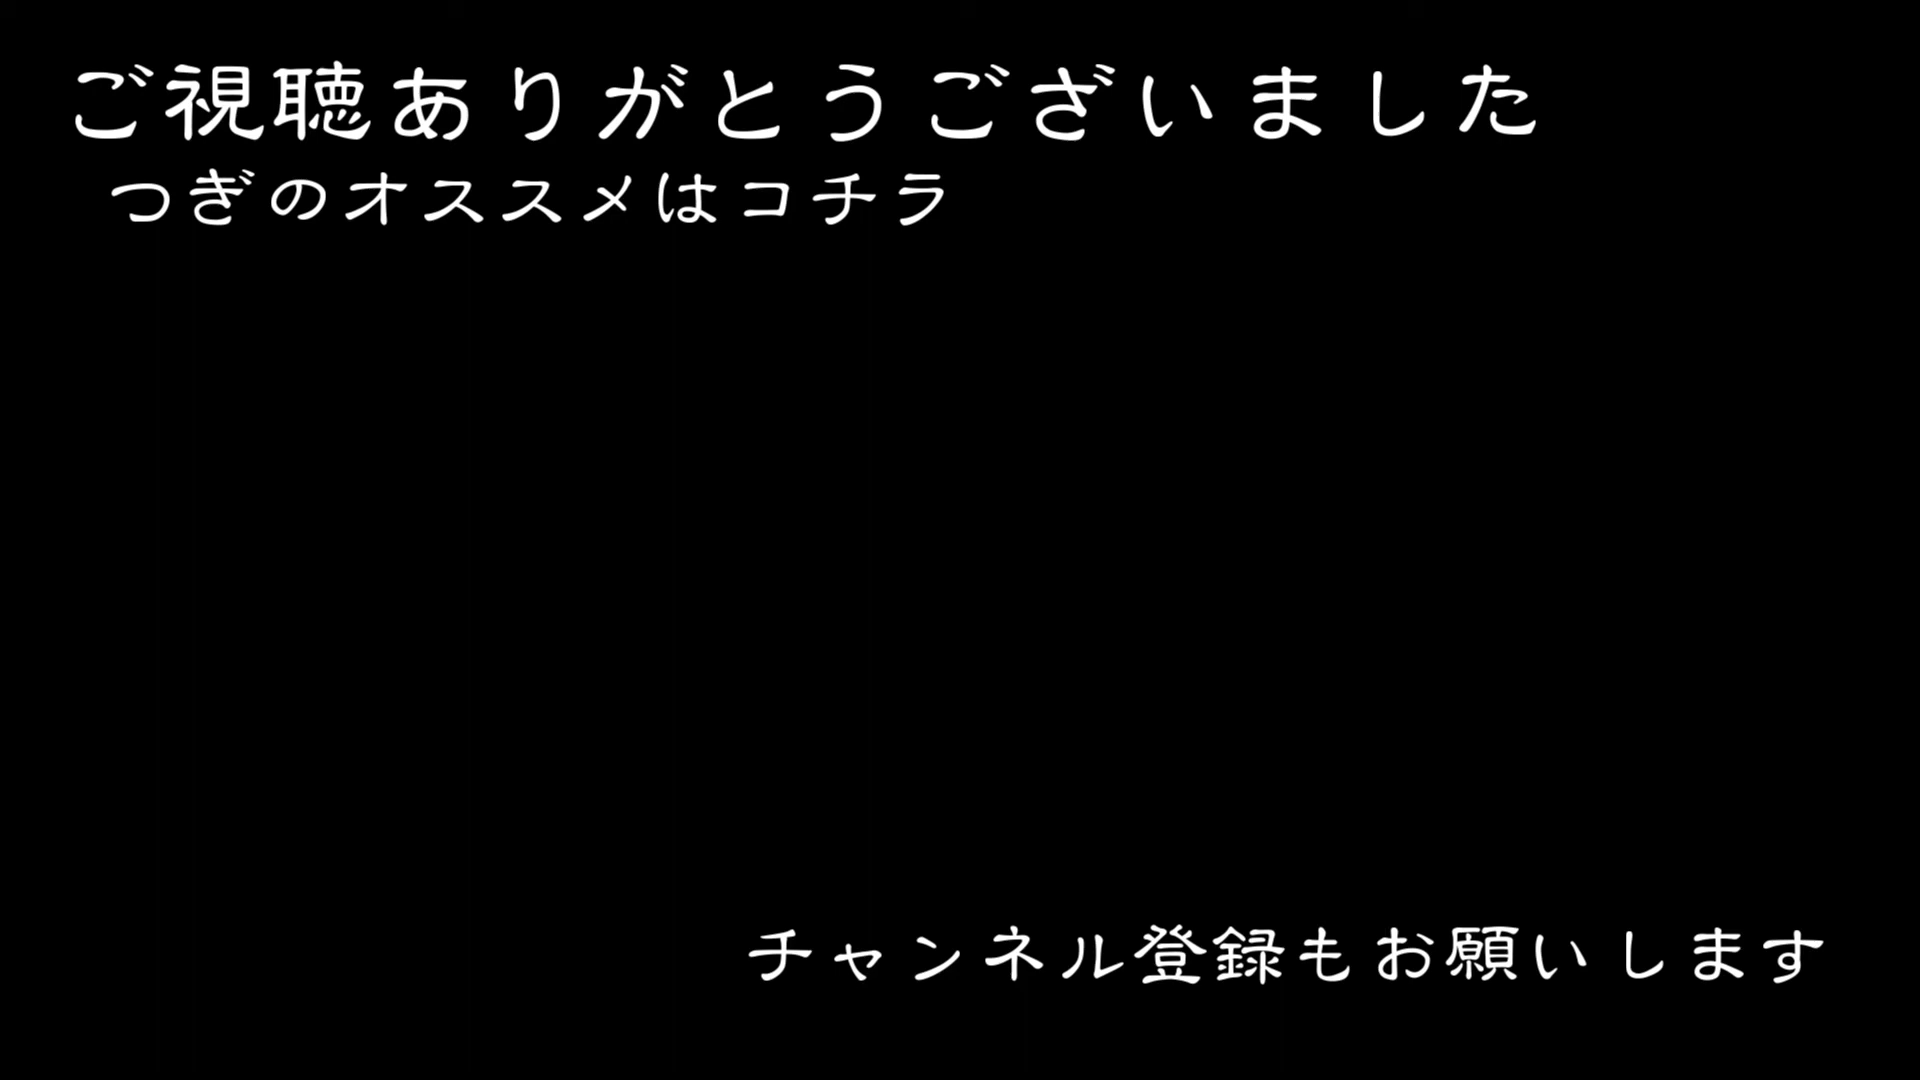 ご視聴ありがとうございました
つぎのオススメはコチラ
チャンネル登録もお願いします